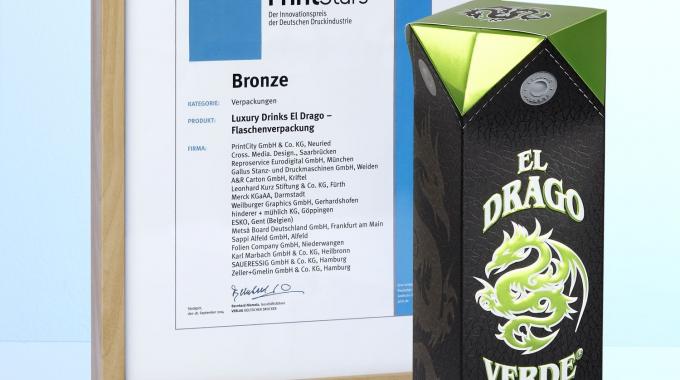 PrintStars
Der Innovationspreis
der Deutschen Druckindustrie
Bronze
KATEGORIE: Verpackungen
PRODUKT: Luxury Drinks El Drago –
Flaschenverpackung
FIRMA: PrintCity GmbH & Co. KG, Neuried
Cross. Media. Design., Saarbrücken
Reproservice Eurodigital GmbH, München
Gallus Stanz- und Druckmaschinen GmbH, Weiden
A&R Carton GmbH, Kriftel
Leonhard Kurz Stiftung & Co. KG, Fürth
Merck KGaA, Darmstadt
Weilburger Graphics GmbH, Gerhardshofen
hinderer + mühlich KG, Göppingen
ESKO, Gent (Belgien)
Metsä Board Deutschland GmbH, Frankfurt am Main
Sappi Alfeld GmbH, Alfeld
Folien Company GmbH, Niederwangen
Karl Marbach GmbH & Co. KG, Heilbronn
SAUERESSIG GmbH & Co. KG, Hamburg
Zeller+Gmelin GmbH & Co. KG, Hamburg
VERLAG DEUTSCHER DRUCKER
EL
DRAGO
VERDE®